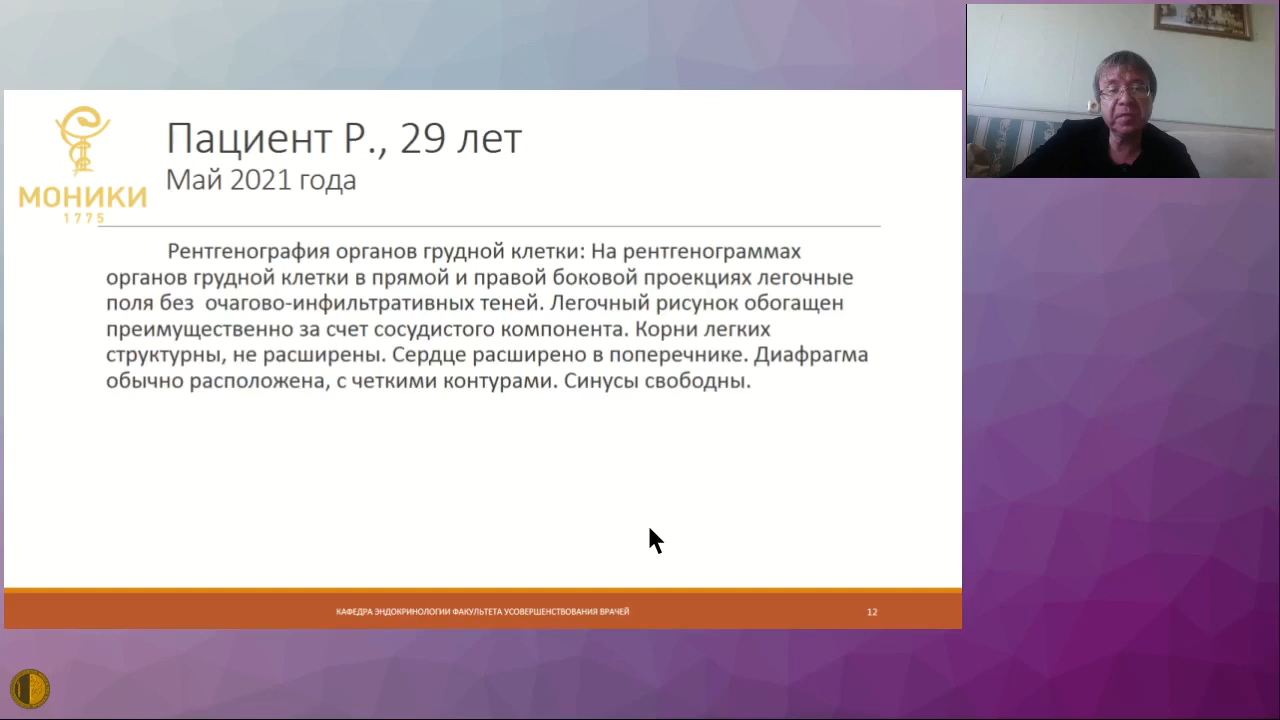 МОНИКИ
1775
Пациент Р., 29 лет
Май 2021 года
Рентгенография органов грудной клетки: На рентгенограммах
органов грудной клетки в прямой и правой боковой проекциях легочные
поля без очагово-инфильтративных теней. Легочный рисунок обогащен
преимущественно за счет сосудистого компонента. Корни легких
структурны, не расширены. Сердце расширено в поперечнике. Диафрагма
обычно расположена, с четкими контурами. Синусы свободны.
КАФЕДРА ЭНДОКРИНОЛОГИИ ФАКУЛЬТЕТА УСОВЕРШЕНСТВОВАНИЯ ВРАЧЕЙ
12